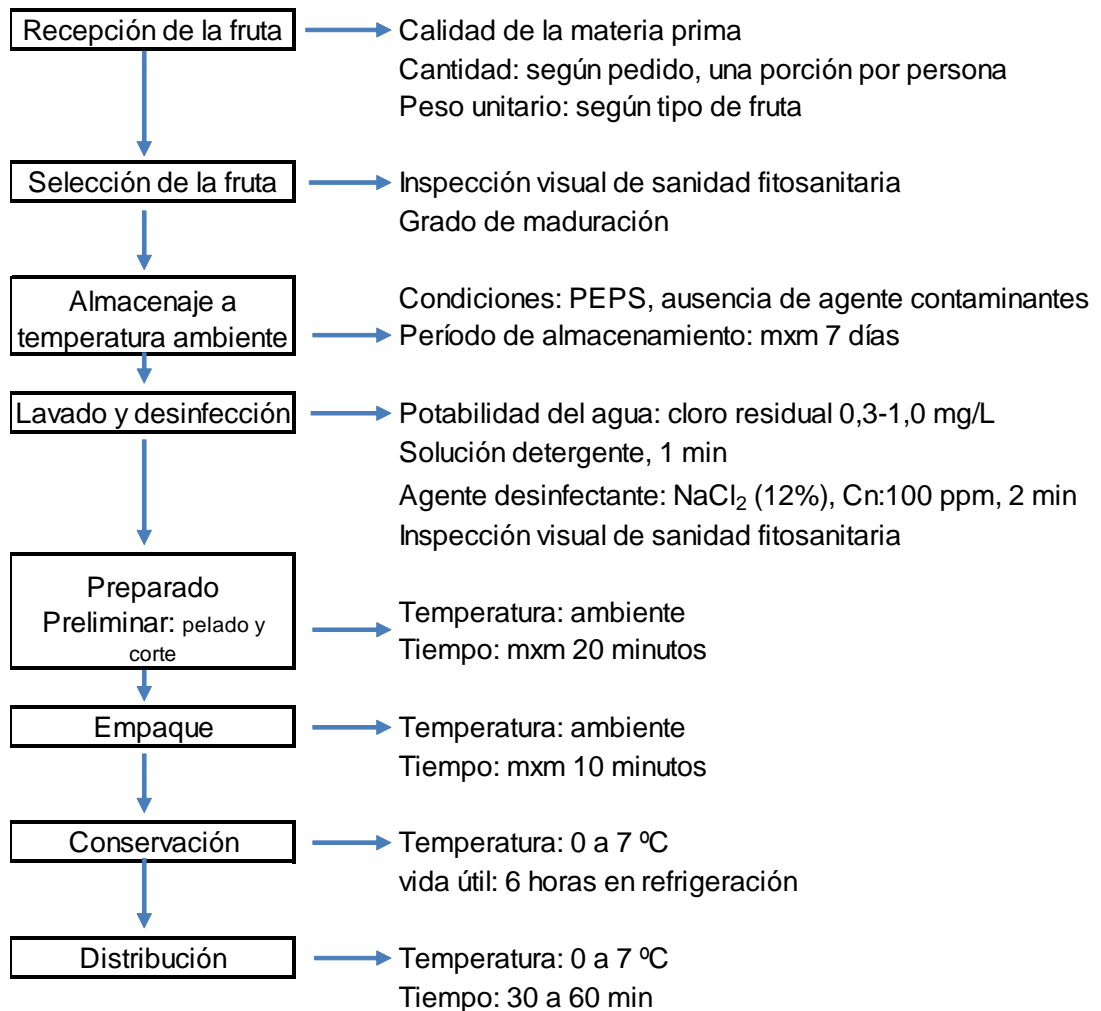 Recepción de la fruta
Calidad de la materia prima
Cantidad: según pedido, una porción por persona
Peso unitario: según tipo de fruta
Selección de la fruta
Inspección visual de sanidad fitosanitaria
Grado de maduración
Almacenaje a
temperatura ambiente
Condiciones: PEPS, ausencia de agente contaminantes
Período de almacenamiento: mxm 7 días
Lavado y desinfección
Potabilidad del agua: cloro residual 0,3-1,0 mg/L
Solución detergente, 1 min
Agente desinfectante: NaCl₂ (12%), Cn:100 ppm, 2 min
Inspección visual de sanidad fitosanitaria
Preparado
Preliminar: pelado y
corte
Temperatura: ambiente
Tiempo: mxm 20 minutos
Empaque
Temperatura: ambiente
Tiempo: mxm 10 minutos
Conservación
Temperatura: 0 a 7 ºC
vida útil: 6 horas en refrigeración
Distribución
Temperatura: 0 a 7 ºC
Tiempo: 30 a 60 min